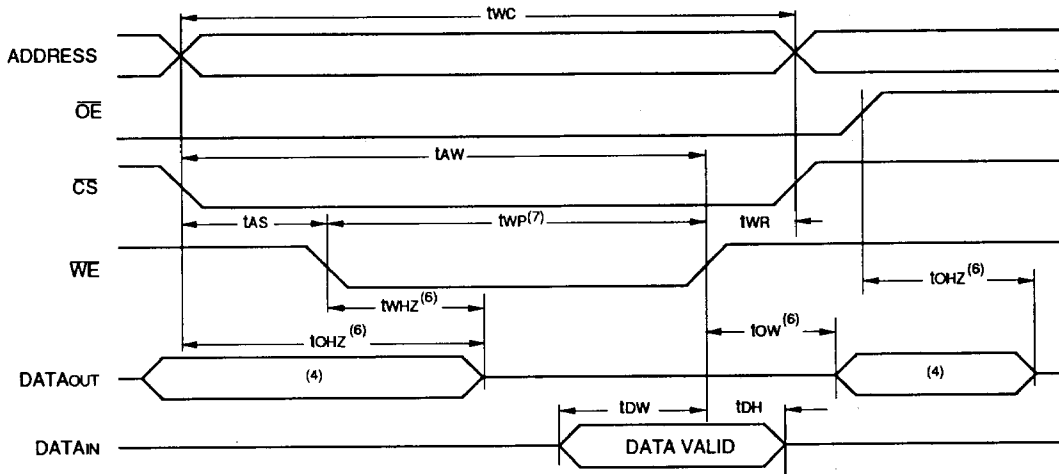 tWC
ADDRESS
OE
tAW
CS
tAS
tWP(7)
tWR
WE
tWHZ(6)
tOHZ(6)
tOHZ(6)
tOW(6)
DATAOUT
(4)
(4)
tDW
tDH
DATAIN
DATA VALID